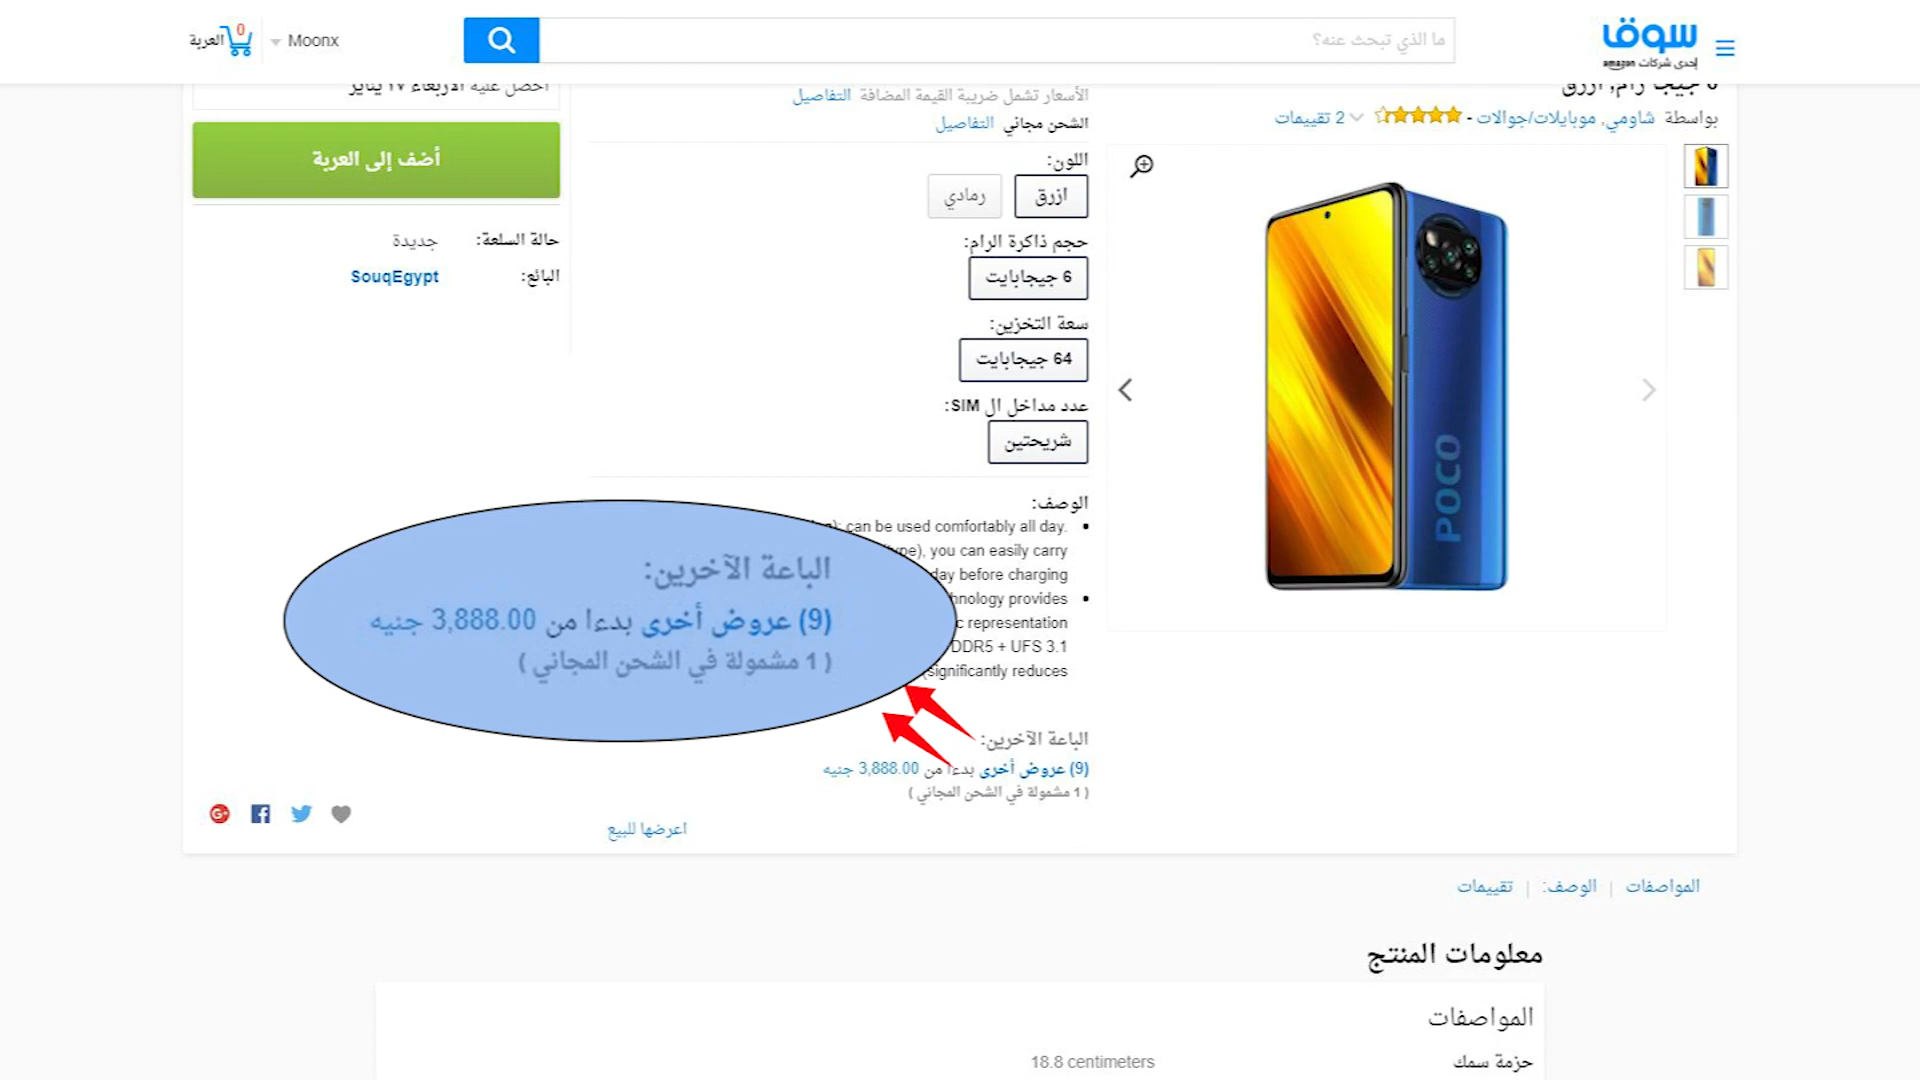 سوق
إحدى شركات amazon
ما الذي تبحث عنه؟
Moonx
0
العربة
6 جيجا رام, ازرق
بواسطة شاومي, موبايلات/جوالات - 2 تقييمات
الأسعار تشمل ضريبة القيمة المضافة التفاصيل
الشحن مجاني التفاصيل
اللون:
ازرق
رمادي
حجم ذاكرة الرام:
6 جيجابايت
سعة التخزين:
64 جيجابايت
عدد مداخل ال SIM:
شريحتين
الوصف:
can be used comfortably all day.
you can easily carry
day before charging
provides
representation
DDR5 + UFS 3.1
significantly reduces
POCO
احصل عليه الأربعاء ٢٧ يناير
أضف إلى العربة
حالة السلعة: جديدة
البائع: SouqEgypt
الباعة الآخرين:
(9) عروض أخرى بدءا من 3,888.00 جنيه
( 1 مشمولة في الشحن المجاني )
الباعة الآخرين:
(9) عروض أخرى بدءا من 3,888.00 جنيه
( 1 مشمولة في الشحن المجاني )
اعرضها للبيع
المواصفات | الوصف: | تقييمات
معلومات المنتج
المواصفات
حزمة سمك 18.8 centimeters